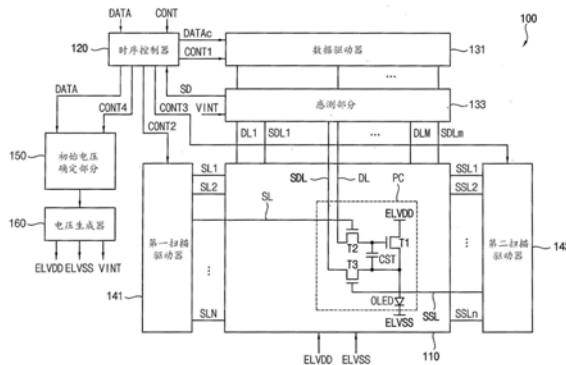 DATA CONT
100
120 时序控制器
DATAc
CONT1
数据驱动器 131
DATA
CONT4
SD
VINT
CONT3
CONT2
感测部分 133
DL1 SDL1 ... DLM SDLm
150 初始电压
确定部分
160 电压生成器
ELVDD ELVSS VINT
第一扫描
驱动器
141
SL1
SL2
SLN
SL
SDL DL
PC
ELVDD
T1
T2
CST
T3
OLED
ELVSS
SSL
SSL1
SSL2
SSLn
第二扫描
驱动器
ELVDD ELVSS
110